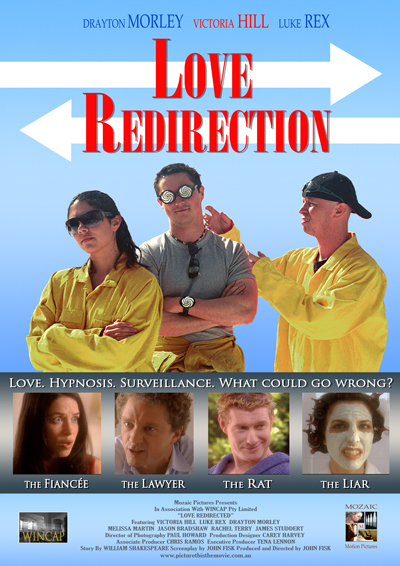 DRAYTON MORLEY VICTORIA HILL LUKE REX
LOVE
REDIRECTION
LOVE. HYPNOSIS. SURVEILLANCE. WHAT COULD GO WRONG?
THE FIANCÉE THE LAWYER THE RAT THE LIAR
Mozaic Pictures Presents
In Association With WINCAP Pty Limited
"LOVE REDIRECTED"
Featuring VICTORIA HILL LUKE REX DRAYTON MORLEY
MELISSA MARTIN JASON BRADSHAW RACHEL TERRY JAMES STUDDERT
Director of Photography PAUL HOWARD Production Designer CAREY HARVEY
Associate Producer CHRIS RAMOS Executive Producer TENA LENNON
Story By WILLIAM SHAKESPEARE Screenplay by JOHN FISK Produced and Directed by JOHN FISK
www.picturethisthemovie.com.au
WINCAP
MOZAIC
Motion Pictures